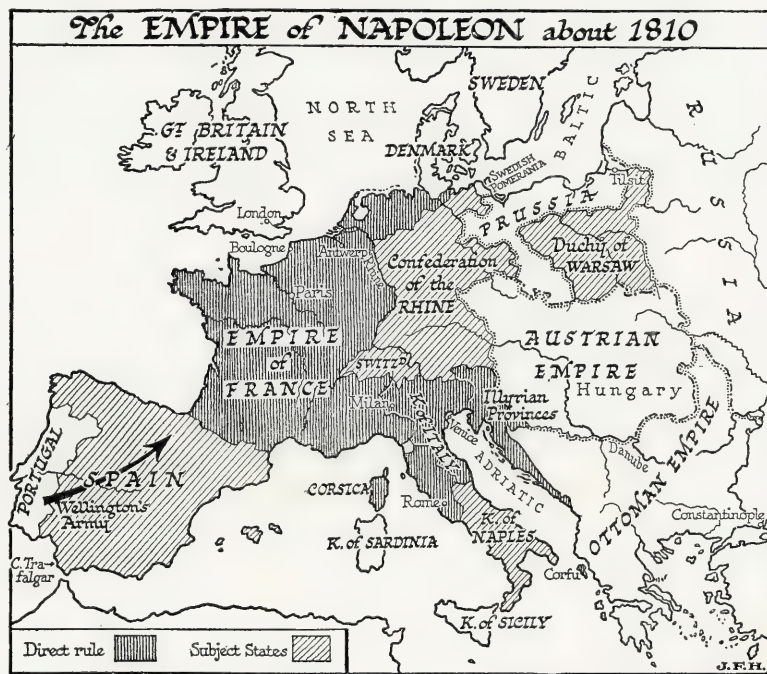 The EMPIRE of NAPOLEON about 1810
SWEDEN
NORTH
SEA
BALTIC
RUSSIA
GT. BRITAIN
& IRELAND
DENMARK
SWEDISH
POMERANIA
Tilsit
PRUSSIA
London
Boulogne
Antwerp
Confederation
of the
RHINE
Duchy of
WARSAW
Paris
EMPIRE
of
FRANCE
SWITZD
AUSTRIAN
EMPIRE
Hungary
Milan
K. of ITALY
Illyrian
Provinces
Venice
ADRIATIC
Danube
OTTOMAN EMPIRE
PORTUGAL
SPAIN
Wellington's
Army
CORSICA
Rome
K. of
NAPLES
Constantinople
C. Tra-
falgar
K. of SARDINIA
Corfu
K. of SICILY
Direct rule
Subject States
J.F.H.